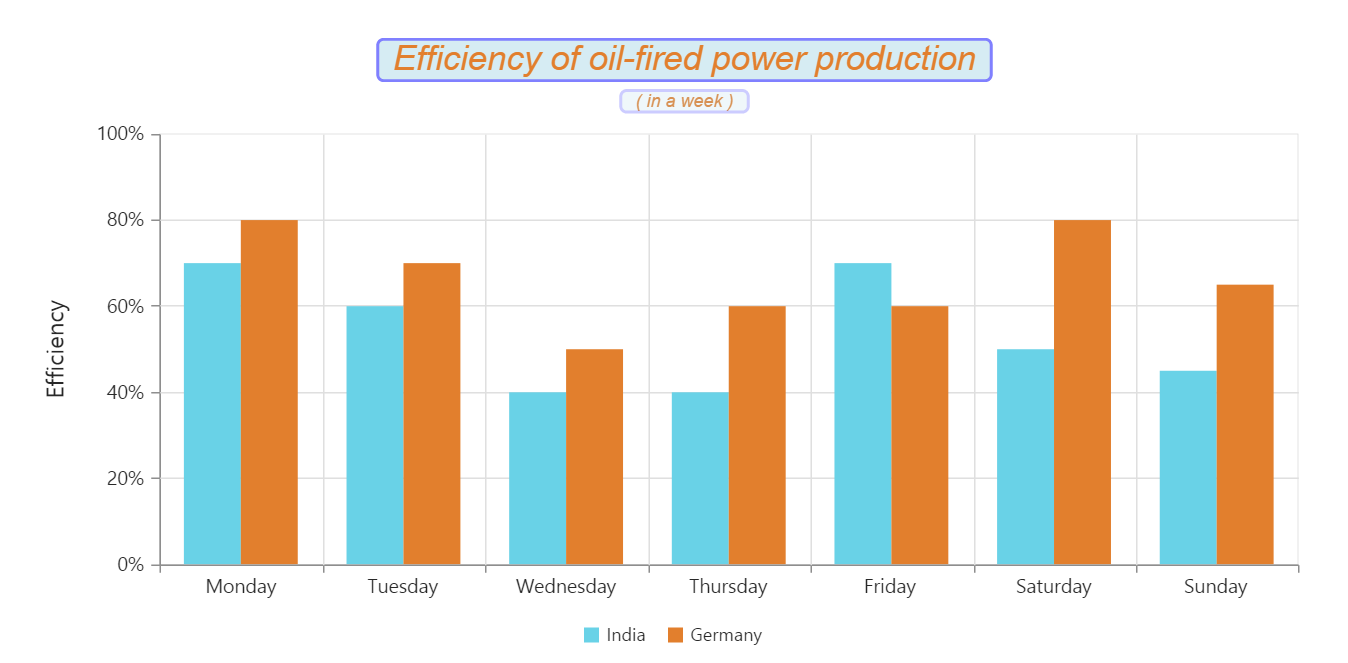 Efficiency of oil-fired power production
( in a week )
100%
80%
60%
40%
20%
0%
Efficiency
Monday Tuesday Wednesday Thursday Friday Saturday Sunday
India Germany